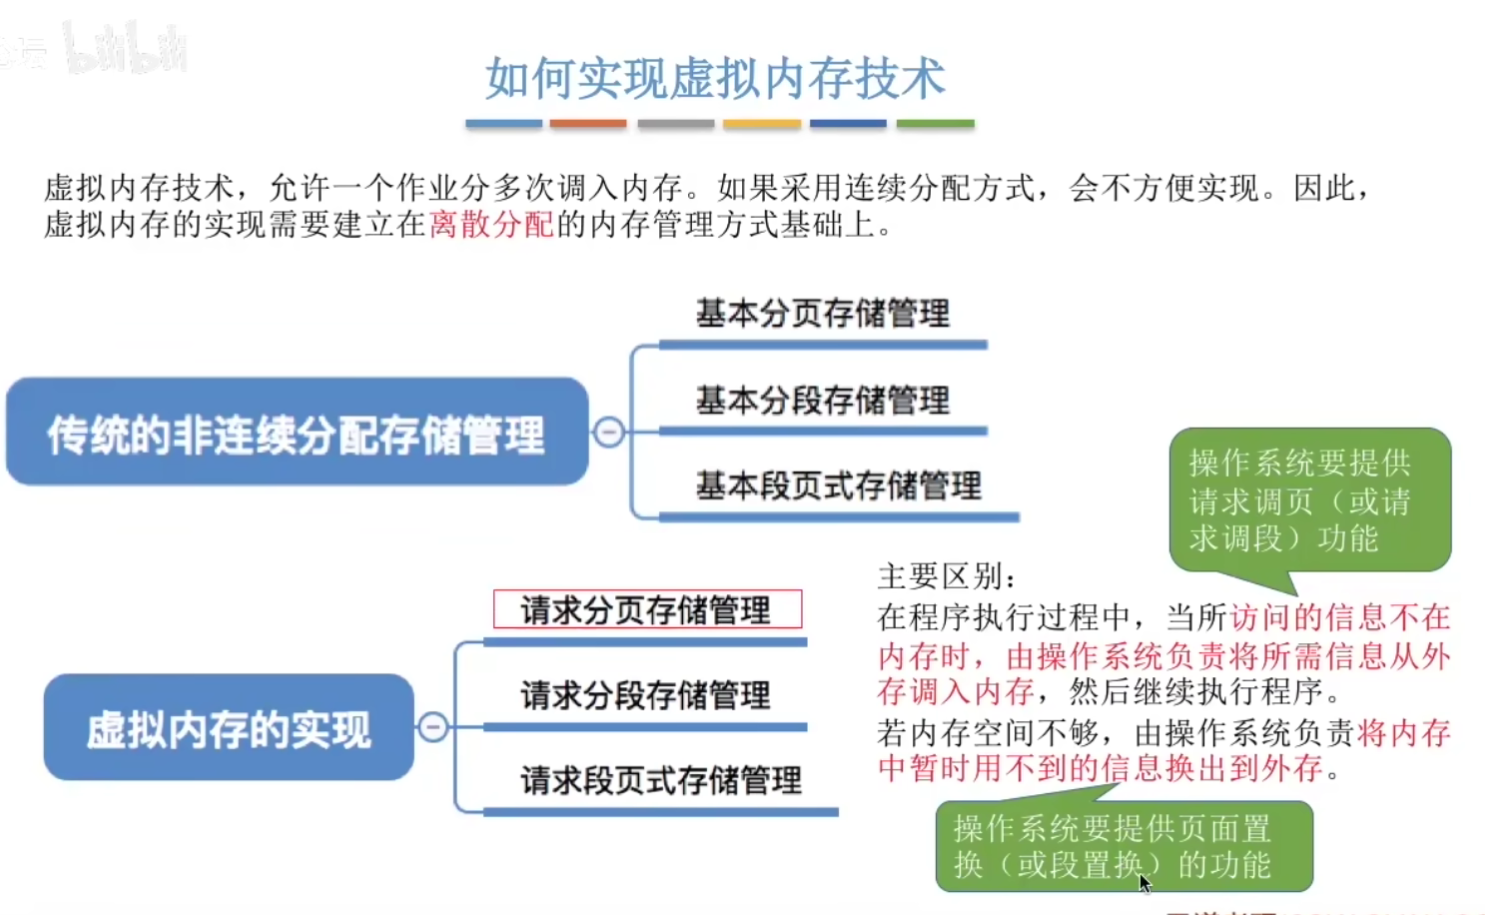 bilibili
如何实现虚拟内存技术
虚拟内存技术，允许一个作业分多次调入内存。如果采用连续分配方式，会不方便实现。因此，
虚拟内存的实现需要建立在离散分配的内存管理方式基础上。
基本分页存储管理
传统的非连续分配存储管理
基本分段存储管理
基本段页式存储管理
操作系统要提供
请求调页（或请
求调段）功能
请求分页存储管理
虚拟内存的实现
请求分段存储管理
请求段页式存储管理
主要区别：
在程序执行过程中，当所访问的信息不在
内存时，由操作系统负责将所需信息从外
存调入内存，然后继续执行程序。
若内存空间不够，由操作系统负责将内存
中暂时用不到的信息换出到外存。
操作系统要提供页面置
换（或段置换）的功能